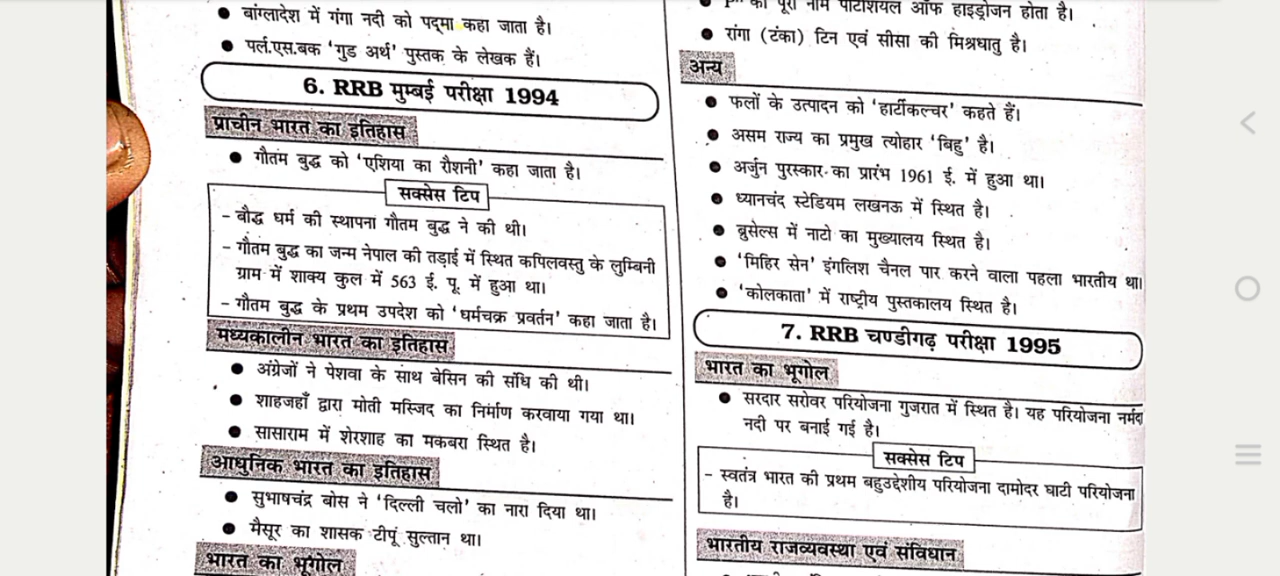 बांग्लादेश में गंगा नदी को पद्मा कहा जाता है।
पर्ल.एस.बक 'गुड अर्थ' पुस्तक के लेखक हैं।
6. RRB मुम्बई परीक्षा 1994
प्राचीन भारत का इतिहास
गौतम बुद्ध को 'एशिया का रौशनी' कहा जाता है।
सक्सेस टिप
– बौद्ध धर्म की स्थापना गौतम बुद्ध ने की थी।
– गौतम बुद्ध का जन्म नेपाल की तड़ाई में स्थित कपिलवस्तु के लुम्बिनी
ग्राम में शाक्य कुल में 563 ई. पू. में हुआ था।
– गौतम बुद्ध के प्रथम उपदेश को 'धर्मचक्र प्रवर्तन' कहा जाता है।
मध्यकालीन भारत का इतिहास
अंग्रेजों ने पेशवा के साथ बेसिन की संधि की थी।
शाहजहाँ द्वारा मोती मस्जिद का निर्माण करवाया गया था।
सासाराम में शेरशाह का मकबरा स्थित है।
आधुनिक भारत का इतिहास
सुभाषचंद्र बोस ने 'दिल्ली चलो' का नारा दिया था।
मैसूर का शासक टीपूं सुल्तान था।
भारत का भूगोल
का पूरा नाम पोटेंशियल ऑफ हाइड्रोजन होता है।
रांगा (टंका) टिन एवं सीसा की मिश्रधातु है।
अन्य
फलों के उत्पादन को 'हार्टीकल्चर' कहते हैं।
असम राज्य का प्रमुख त्योहार 'बिहु' है।
अर्जुन पुरस्कार का प्रारंभ 1961 ई. में हुआ था।
ध्यानचंद स्टेडियम लखनऊ में स्थित है।
ब्रुसेल्स में नाटो का मुख्यालय स्थित है।
'मिहिर सेन' इंगलिश चैनल पार करने वाला पहला भारतीय था।
'कोलकाता' में राष्ट्रीय पुस्तकालय स्थित है।
7. RRB चण्डीगढ़ परीक्षा 1995
भारत का भूगोल
सरदार सरोवर परियोजना गुजरात में स्थित है। यह परियोजना नर्मदा
नदी पर बनाई गई है।
सक्सेस टिप
– स्वतंत्र भारत की प्रथम बहुउद्देशीय परियोजना दामोदर घाटी परियोजना
है।
भारतीय राजव्यवस्था एवं संविधान